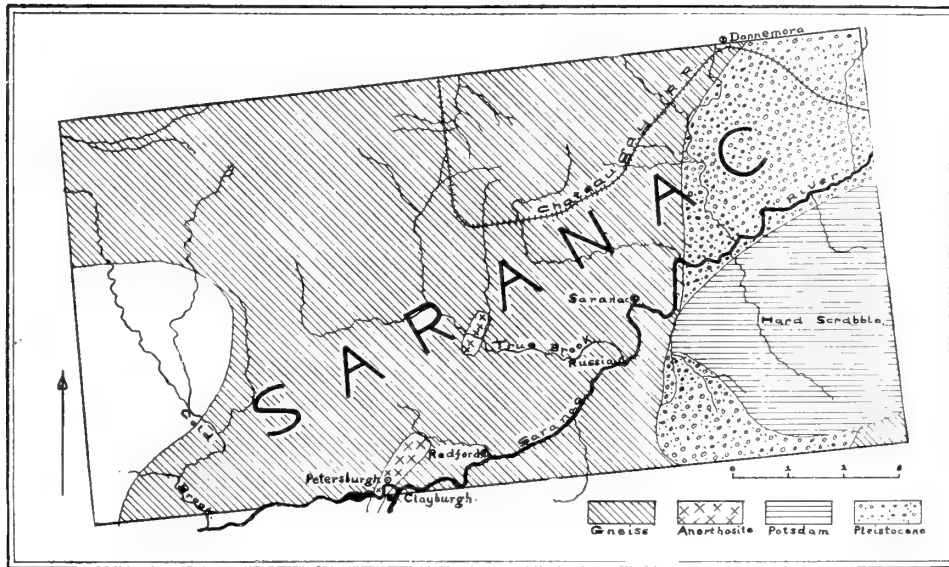 Dannemora
Chateaugay R R
SARANAC
River
Saranac
Hard Scrabble
True Brook
Russia
Saranac
Cold Brook
Redford
Petersburgh
Clayburgh.
0 1 2 3
Gneiss Anorthosite Potsdam Pleistocene